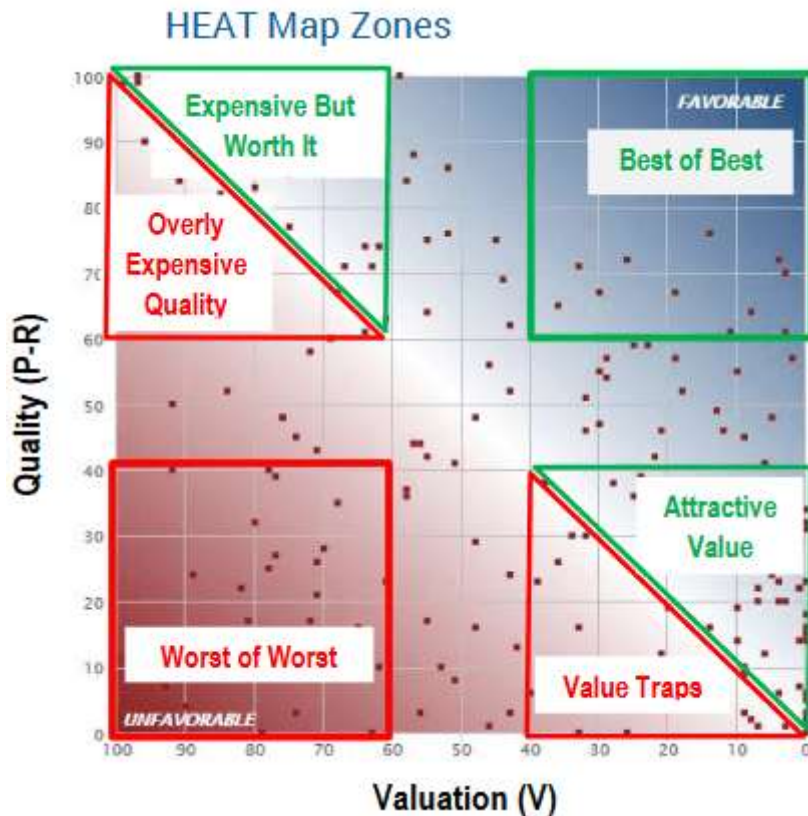 HEAT Map Zones
100
90
80
70
60
50
40
30
20
10
0
Quality (P-R)
Expensive But
Worth It
Overly
Expensive
Quality
FAVORABLE
Best of Best
Attractive
Value
Value Traps
Worst of Worst
UNFAVORABLE
100 90 80 70 60 50 40 30 20 10 0
Valuation (V)